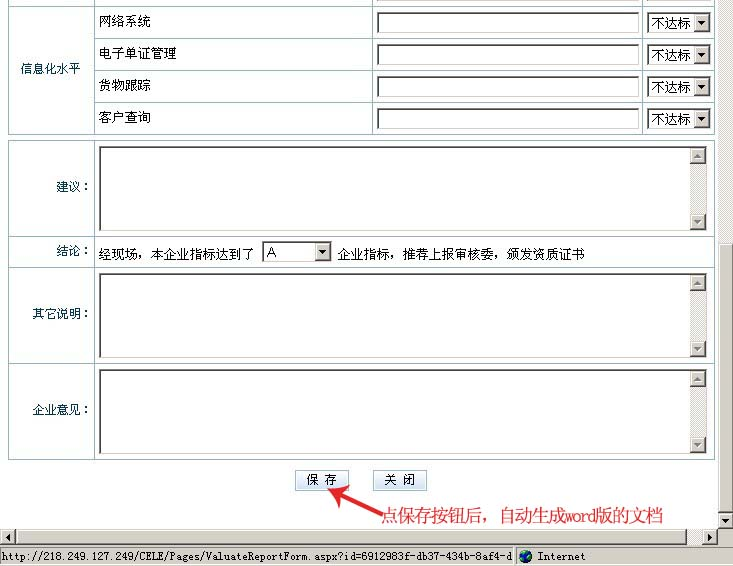 网络系统 不达标
信息化水平
电子单证管理 不达标
货物跟踪 不达标
客户查询 不达标
建议：
结论：
经现场，本企业指标达到了 A 企业指标，推荐上报审核委，颁发资质证书
其它说明：
企业意见：
保 存 关 闭
点保存按钮后，自动生成word版的文档
http://218.249.127.249/CELE/Pages/ValuateReportForm.aspx?id=6912983f-db37-434b-8af4-d Internet